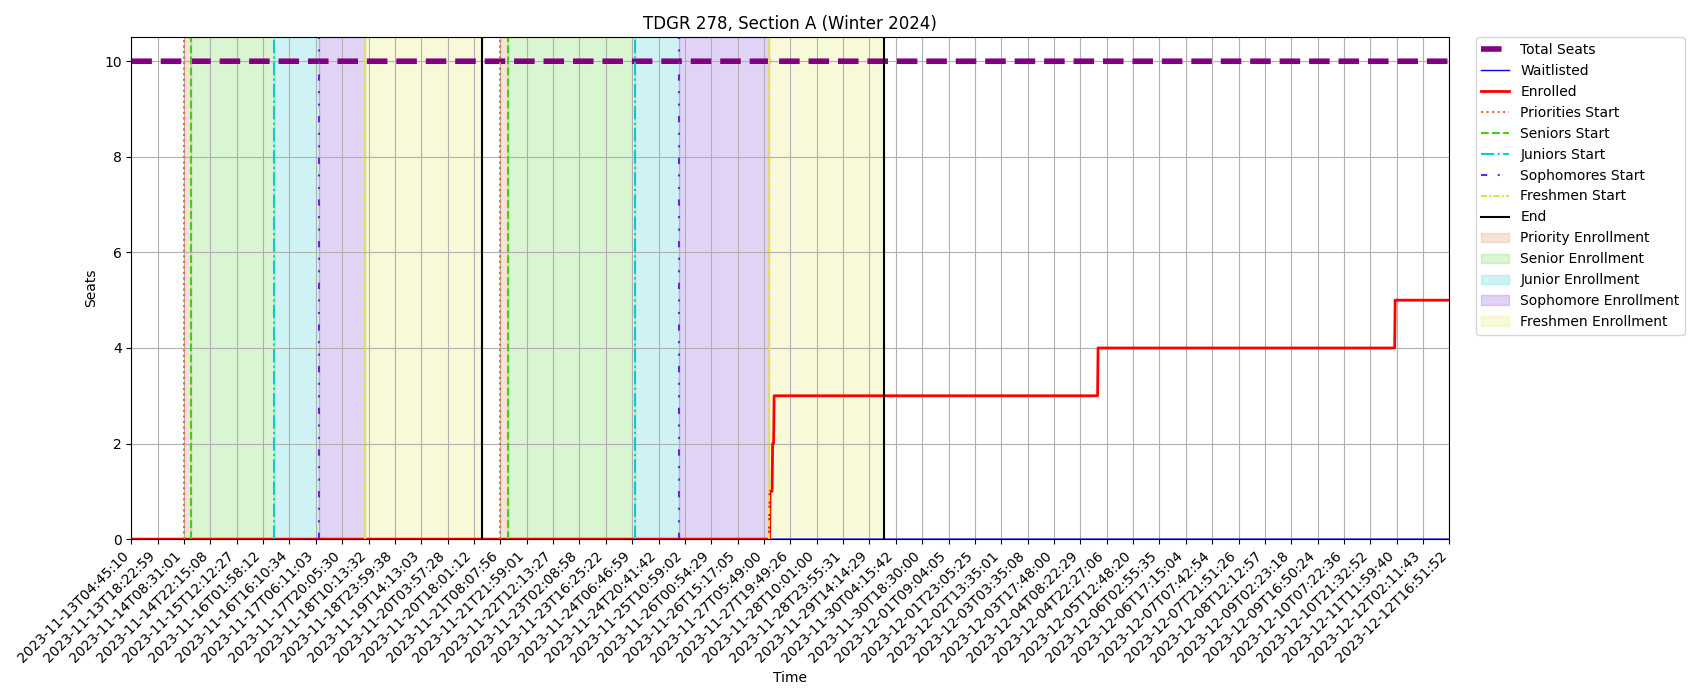 TDGR 278, Section A (Winter 2024)
Seats
10
8
6
4
2
0
2023-11-13T04:45:10
2023-11-13T18:22:59
2023-11-14T08:31:01
2023-11-14T22:15:08
2023-11-15T12:12:27
2023-11-16T01:58:12
2023-11-16T16:10:34
2023-11-17T06:11:03
2023-11-17T20:05:30
2023-11-18T10:13:32
2023-11-18T23:59:38
2023-11-19T14:13:03
2023-11-20T03:57:28
2023-11-20T18:01:12
2023-11-21T08:07:56
2023-11-21T21:59:01
2023-11-22T12:13:27
2023-11-23T02:08:58
2023-11-23T16:25:22
2023-11-24T06:46:59
2023-11-24T20:41:42
2023-11-25T10:59:02
2023-11-26T00:54:29
2023-11-26T15:17:05
2023-11-27T05:49:00
2023-11-27T19:49:26
2023-11-28T10:01:00
2023-11-28T23:55:31
2023-11-29T14:14:29
2023-11-30T04:15:42
2023-11-30T18:30:00
2023-12-01T09:04:05
2023-12-01T23:05:25
2023-12-02T13:35:01
2023-12-03T03:35:08
2023-12-03T17:48:00
2023-12-04T08:22:29
2023-12-04T22:27:06
2023-12-05T12:48:20
2023-12-06T02:55:35
2023-12-06T17:15:04
2023-12-07T07:42:54
2023-12-07T21:51:26
2023-12-08T12:12:57
2023-12-09T02:23:18
2023-12-09T16:50:24
2023-12-10T07:22:36
2023-12-10T21:32:52
2023-12-11T11:59:40
2023-12-12T02:11:43
2023-12-12T16:51:52
Time
Total Seats
Waitlisted
Enrolled
Priorities Start
Seniors Start
Juniors Start
Sophomores Start
Freshmen Start
End
Priority Enrollment
Senior Enrollment
Junior Enrollment
Sophomore Enrollment
Freshmen Enrollment